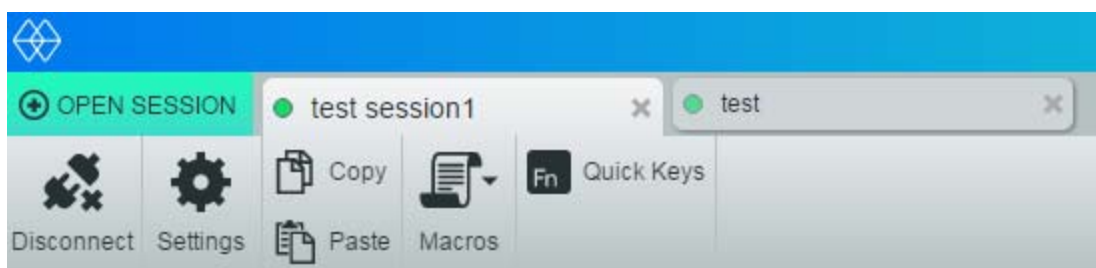 OPEN SESSION
test session1
test
Copy
Fn Quick Keys
Disconnect Settings Paste Macros